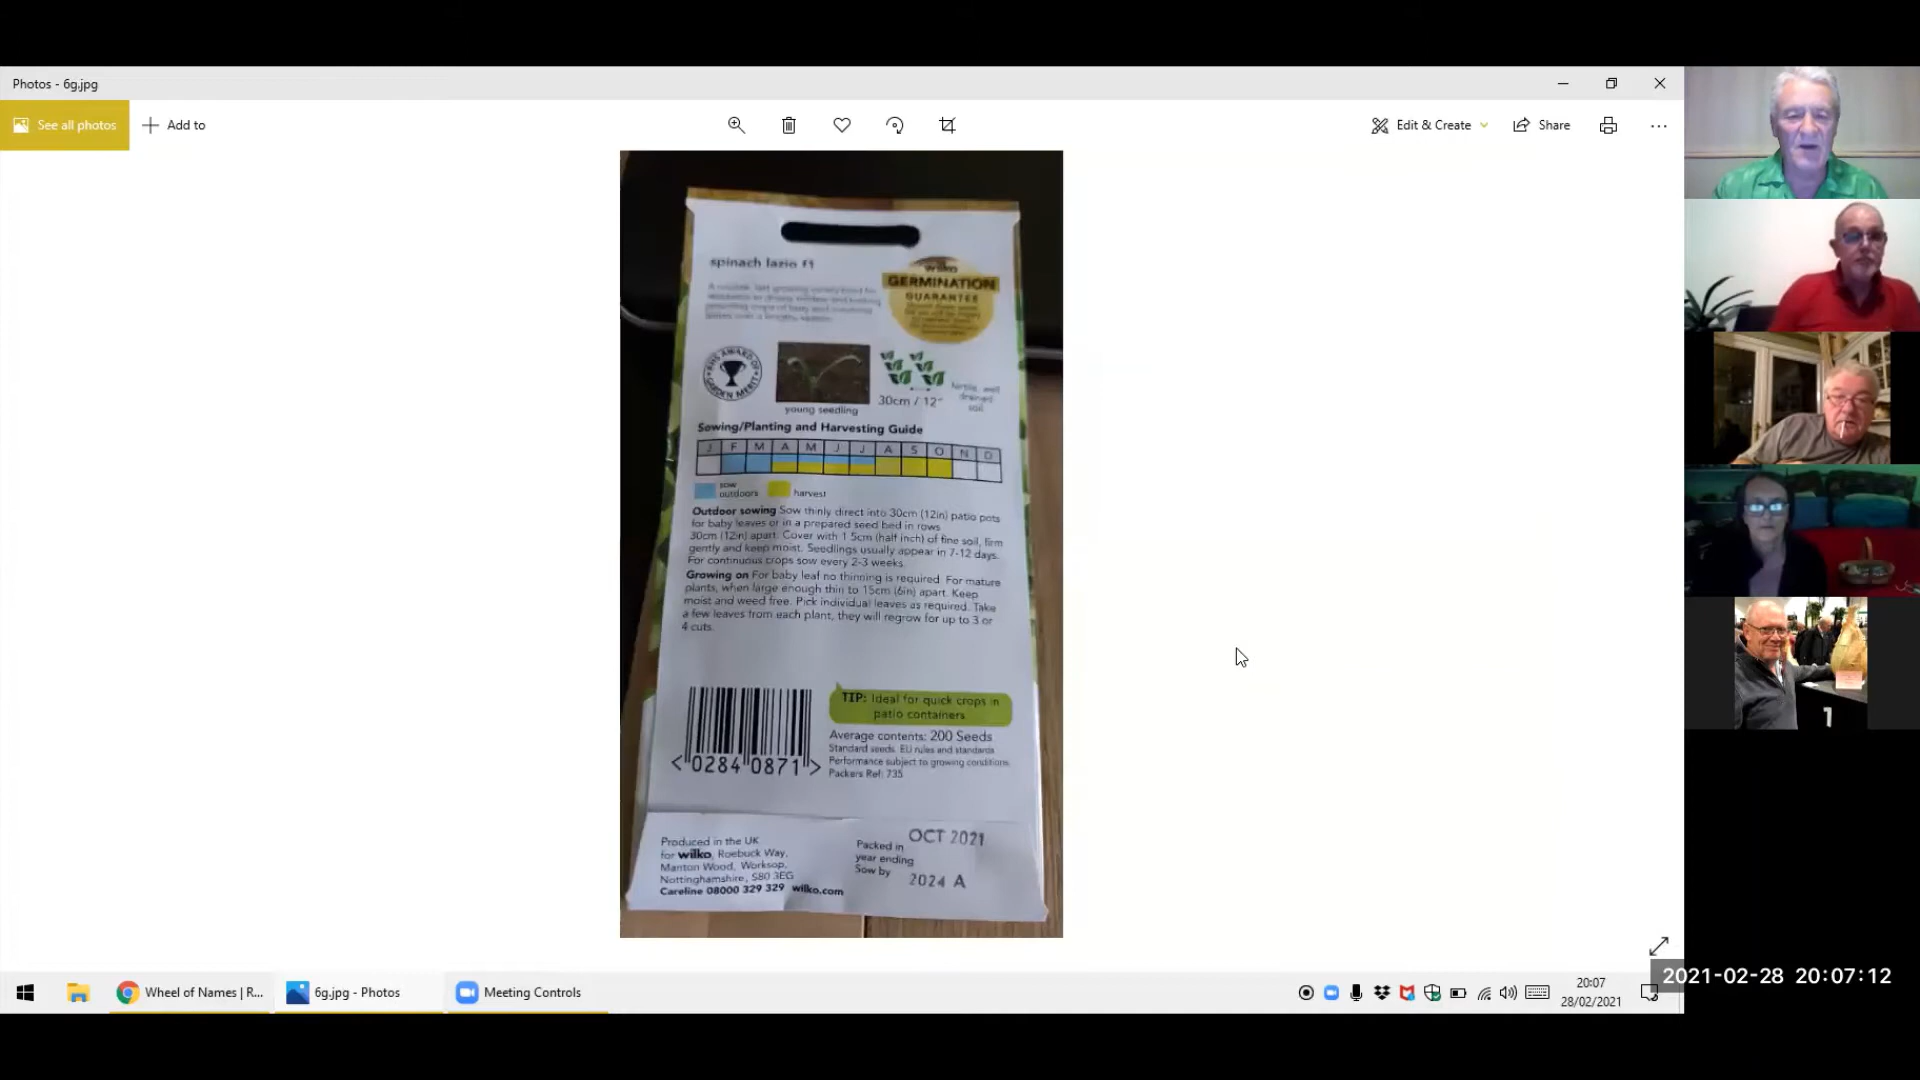 Photos - 6g.jpg
See all photos
Add to
Edit & Create
Share
spinach lazio f1
wilko
GERMINATION
GUARANTEE
RHS AWARD OF
GARDEN MERIT
young seedling
30cm / 12"
fertile, well
drained
soil
Sowing/Planting and Harvesting Guide
J F M A M J J A S O N D
sow
outdoors
harvest
Outdoor sowing Sow thinly direct into 30cm (12in) patio pots
for baby leaves or in a prepared seed bed in rows
30cm (12in) apart. Cover with 1.5cm (half inch) of fine soil, firm
gently and keep moist. Seedlings usually appear in 7-12 days.
For continuous crops sow every 2-3 weeks.
Growing on For baby leaf no thinning is required. For mature
plants, when large enough thin to 15cm (6in) apart. Keep
moist and weed free. Pick individual leaves as required. Take
a few leaves from each plant, they will regrow for up to 3 or
4 cuts.
TIP: Ideal for quick crops in
patio containers
Average contents: 200 Seeds
Standard seeds. EU rules and standards.
Performance subject to growing conditions.
Packers Ref: 735
<0284 0871>
Produced in the UK
for wilko, Roebuck Way,
Manton Wood, Worksop,
Nottinghamshire, S80 3EG
Careline 08000 329 329 wilko.com
Packed in
year ending
OCT 2021
Sow by
2024 A
1
Wheel of Names | R...
6g.jpg - Photos
Meeting Controls
20:07
28/02/2021
2021-02-28 20:07:12